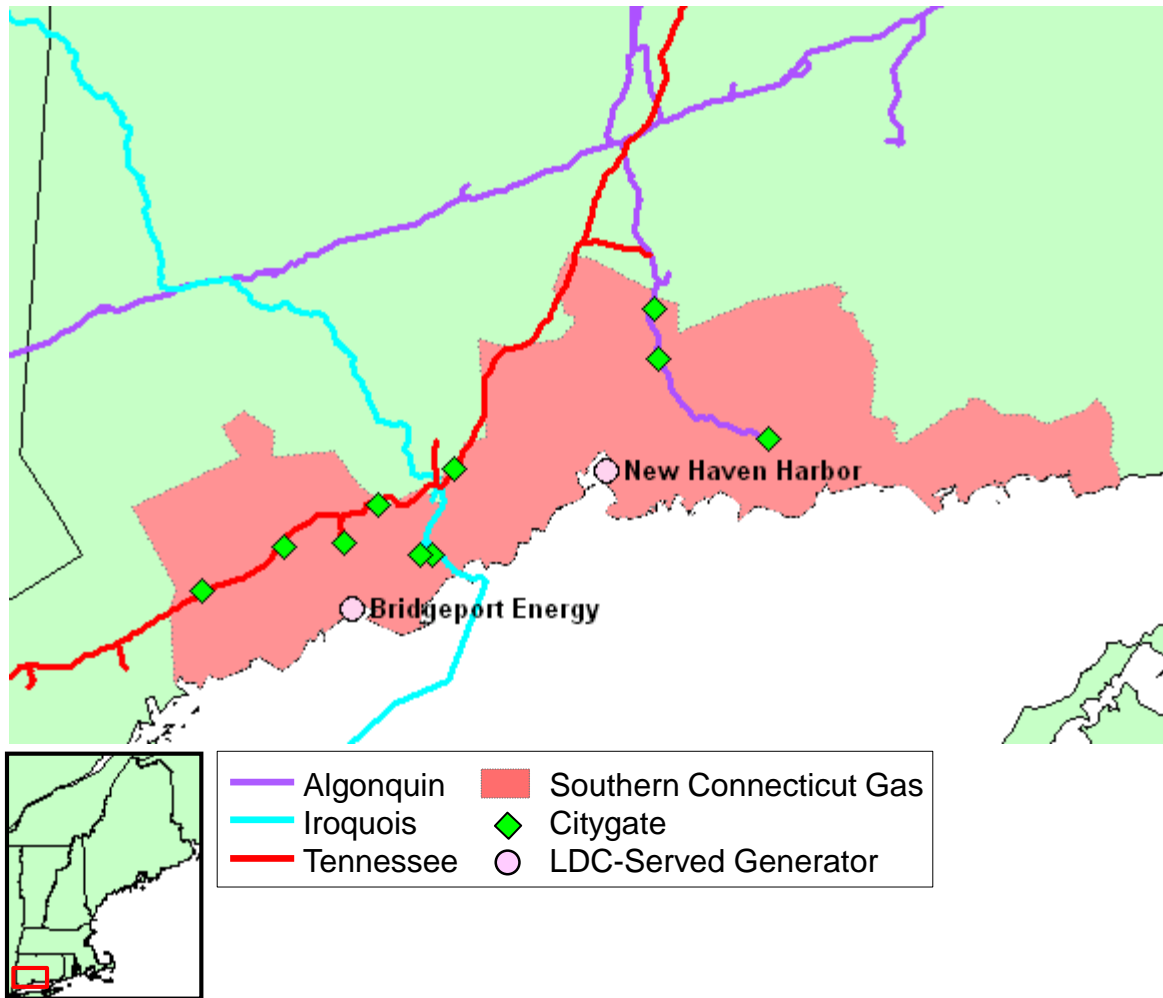 New Haven Harbor
Bridgeport Energy
Algonquin
Southern Connecticut Gas
Iroquois
Citygate
Tennessee
LDC-Served Generator